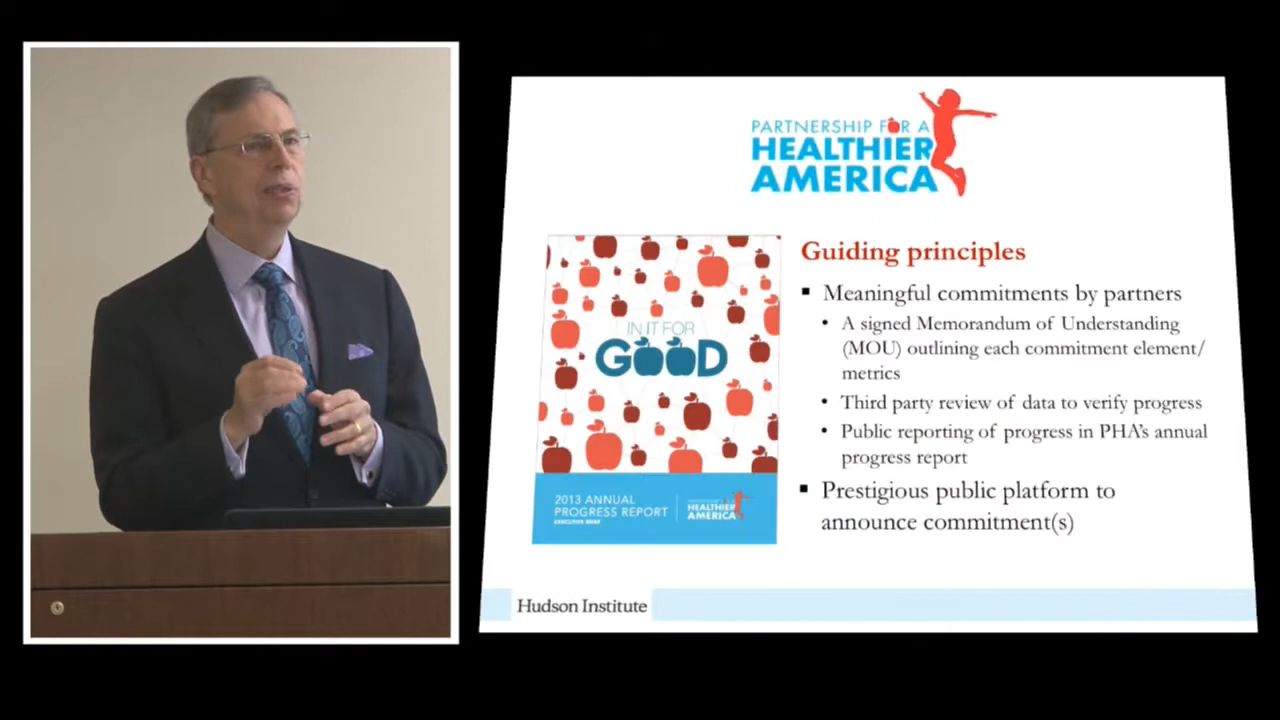 PARTNERSHIP FOR A
HEALTHIER
AMERICA
IN IT FOR
GOOD
2013 ANNUAL
PROGRESS REPORT
HEALTHIER
AMERICA
Guiding principles
Meaningful commitments by partners
A signed Memorandum of Understanding
(MOU) outlining each commitment element/
metrics
Third party review of data to verify progress
Public reporting of progress in PHA's annual
progress report
Prestigious public platform to
announce commitment(s)
Hudson Institute